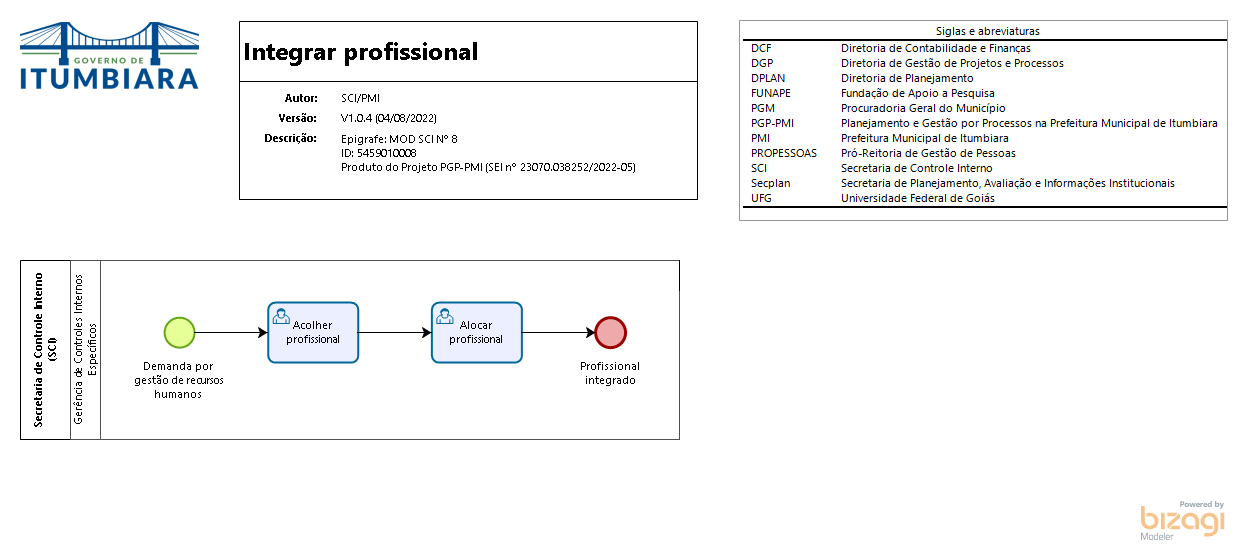 GOVERNO DE
ITUMBIARA
Integrar profissional
Autor: SCI/PMI
Versão: V1.0.4 (04/08/2022)
Descrição: Epigrafe: MOD SCI Nº 8
ID: 5459010008
Produto do Projeto PGP-PMI (SEI nº 23070.038252/2022-05)
Siglas e abreviaturas
DCF Diretoria de Contabilidade e Finanças
DGP Diretoria de Gestão de Projetos e Processos
DPLAN Diretoria de Planejamento
FUNAPE Fundação de Apoio a Pesquisa
PGM Procuradoria Geral do Município
PGP-PMI Planejamento e Gestão por Processos na Prefeitura Municipal de Itumbiara
PMI Prefeitura Municipal de Itumbiara
PROPESSOAS Pró-Reitoria de Gestão de Pessoas
SCI Secretaria de Controle Interno
Secplan Secretaria de Planejamento, Avaliação e Informações Institucionais
UFG Universidade Federal de Goiás
Secretaria de Controle Interno
(SCI)
Gerência de Controles Internos
Específicos
Demanda por
gestão de recursos
humanos
Acolher
profissional
Alocar
profissional
Profissional
integrado
Powered by
bizagi
Modeler